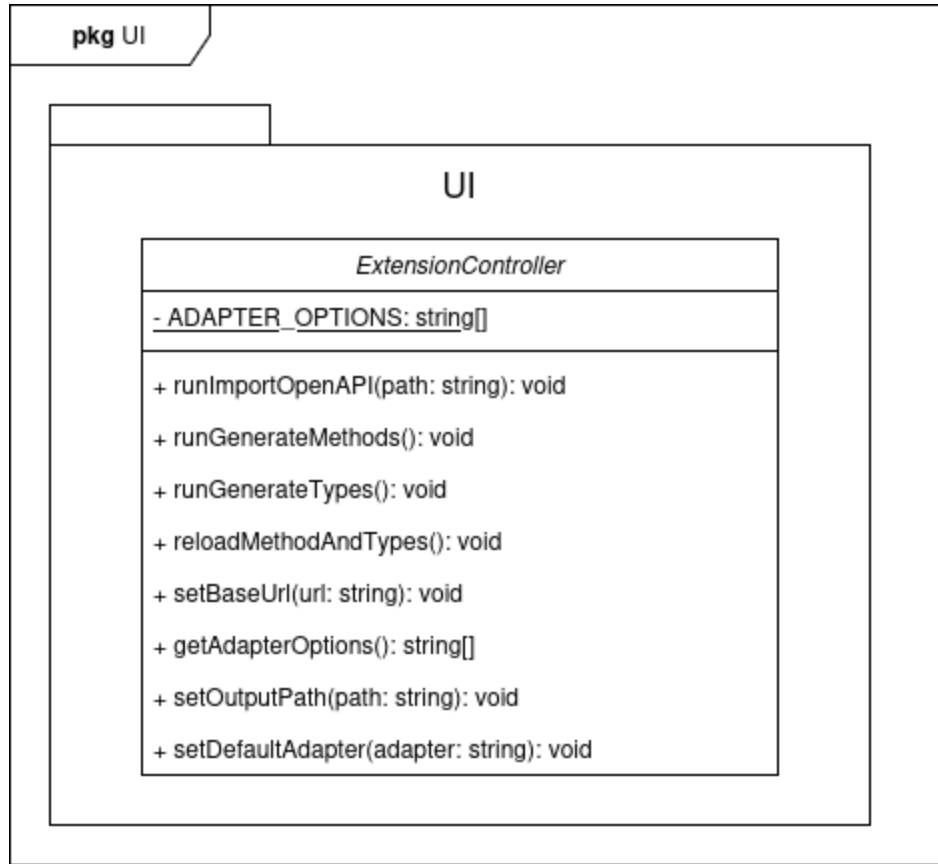 pkg UI
UI
ExtensionController
- ADAPTER_OPTIONS: string[]
+ runImportOpenAPI(path: string): void
+ runGenerateMethods(): void
+ runGenerateTypes(): void
+ reloadMethodAndTypes(): void
+ setBaseUrl(url: string): void
+ getAdapterOptions(): string[]
+ setOutputPath(path: string): void
+ setDefaultAdapter(adapter: string): void